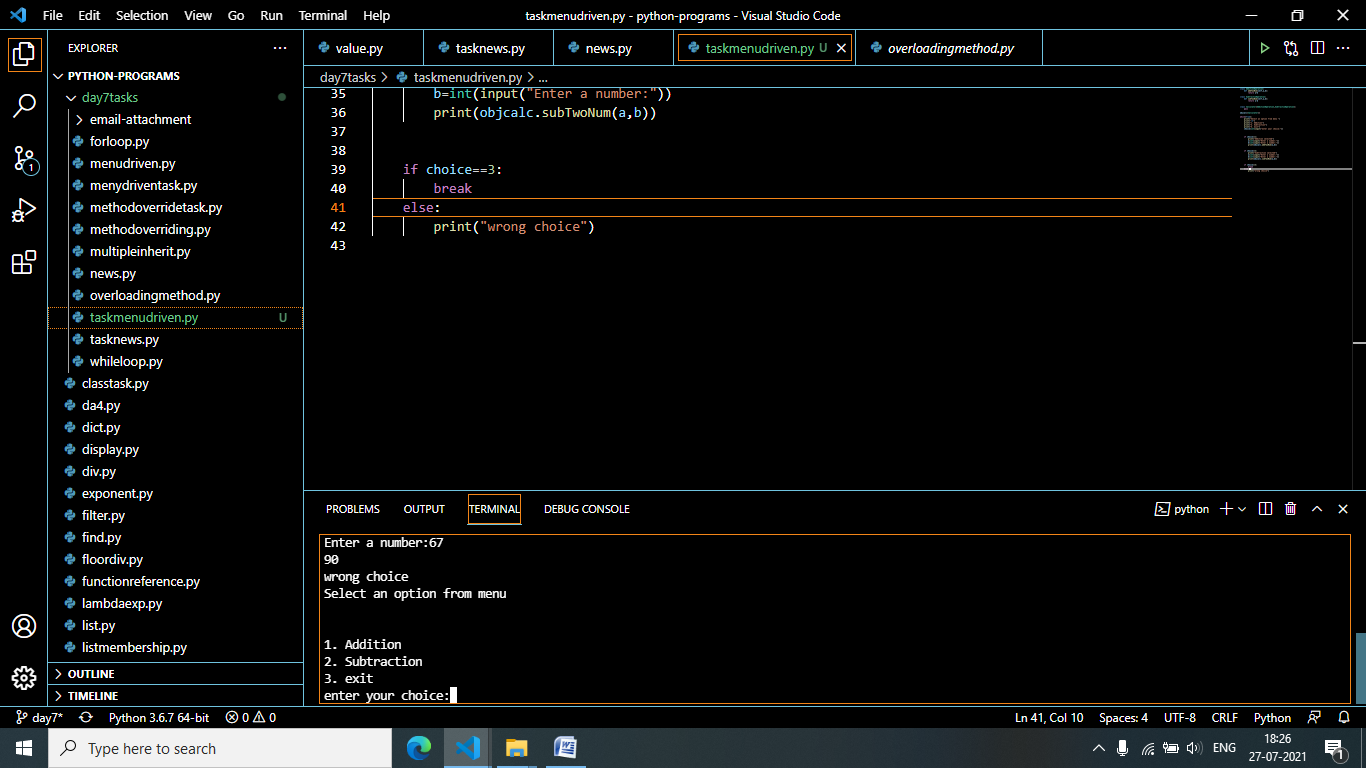 File Edit Selection View Go Run Terminal Help
taskmenudriven.py - python-programs - Visual Studio Code
EXPLORER
PYTHON-PROGRAMS
day7tasks
email-attachment
forloop.py
menudriven.py
menydriventask.py
methodoverridetask.py
methodoverriding.py
multipleinherit.py
news.py
overloadingmethod.py
taskmenudriven.py U
tasknews.py
whileloop.py
classtask.py
da4.py
dict.py
display.py
div.py
exponent.py
filter.py
find.py
floordiv.py
functionreference.py
lambdaexp.py
list.py
listmembership.py
OUTLINE
TIMELINE
1
value.py tasknews.py news.py taskmenudriven.py U overloadingmethod.py
day7tasks > taskmenudriven.py > ...
35 b=int(input("Enter a number:"))
36 print(objcalc.subTwoNum(a,b))
37
38
39 if choice==3:
40 break
41 else:
42 print("wrong choice")
43
PROBLEMS OUTPUT TERMINAL DEBUG CONSOLE
python
Enter a number:67
90
wrong choice
Select an option from menu
1. Addition
2. Subtraction
3. exit
enter your choice:
day7* Python 3.6.7 64-bit 0 0
Ln 41, Col 10 Spaces: 4 UTF-8 CRLF Python
Type here to search
ENG
18:26
27-07-2021
1